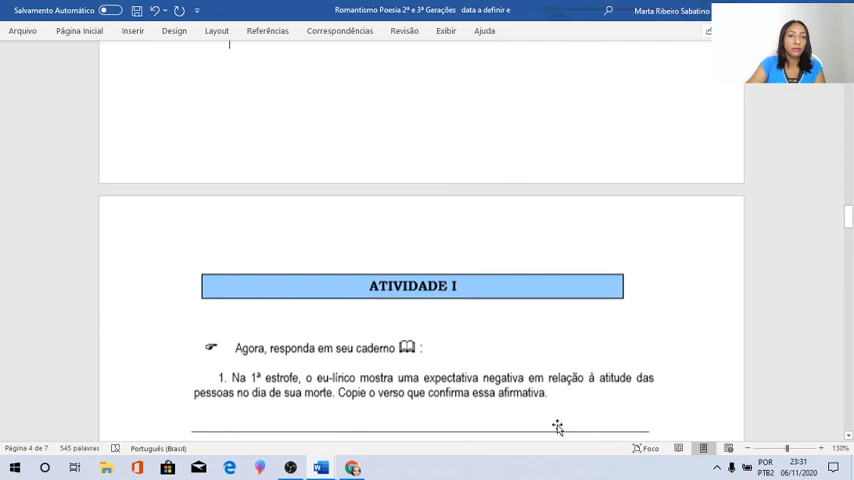 Salvamento Automático
Romantismo Poesia 2ª e 3ª Gerações data a definir e
Marta Ribeiro Sabatino
Arquivo Página Inicial Inserir Design Layout Referências Correspondências Revisão Exibir Ajuda
ATIVIDADE I
Agora, responda em seu caderno :
1. Na 1ª estrofe, o eu-lírico mostra uma expectativa negativa em relação à atitude das
pessoas no dia de sua morte. Copie o verso que confirma essa afirmativa.
Página 4 de 7 545 palavras Português (Brasil) Foco 130%
POR 23:31
PTB2 06/11/2020